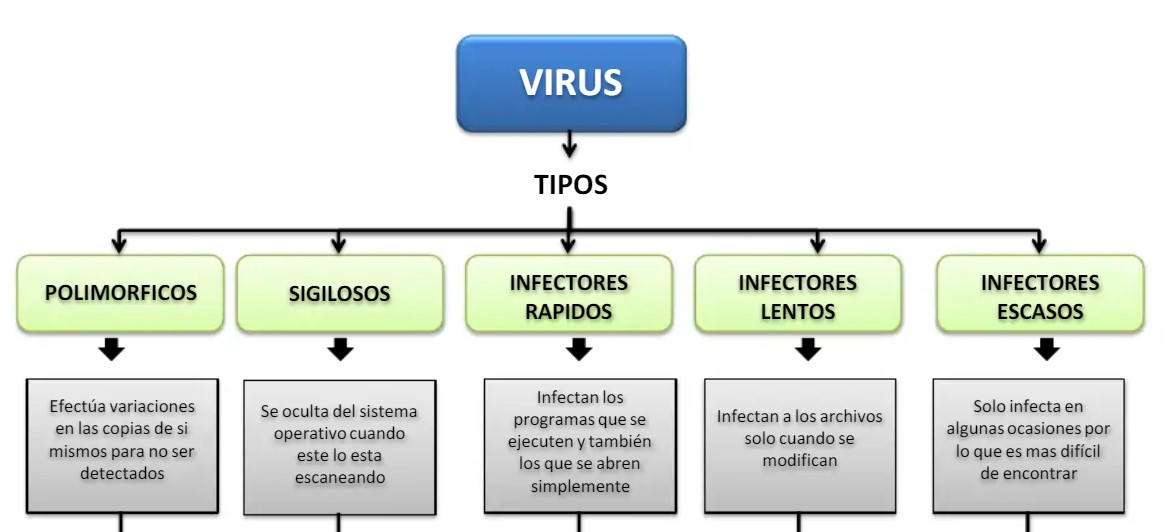 VIRUS
TIPOS
POLIMORFICOS
SIGILOSOS
INFECTORES
RAPIDOS
INFECTORES
LENTOS
INFECTORES
ESCASOS
Efectúa variaciones
en las copias de si
mismos para no ser
detectados
Se oculta del sistema
operativo cuando
este lo esta
escaneando
Infectan los
programas que se
ejecuten y también
los que se abren
simplemente
Infectan a los archivos
solo cuando se
modifican
Solo infecta en
algunas ocasiones por
lo que es mas difícil
de encontrar